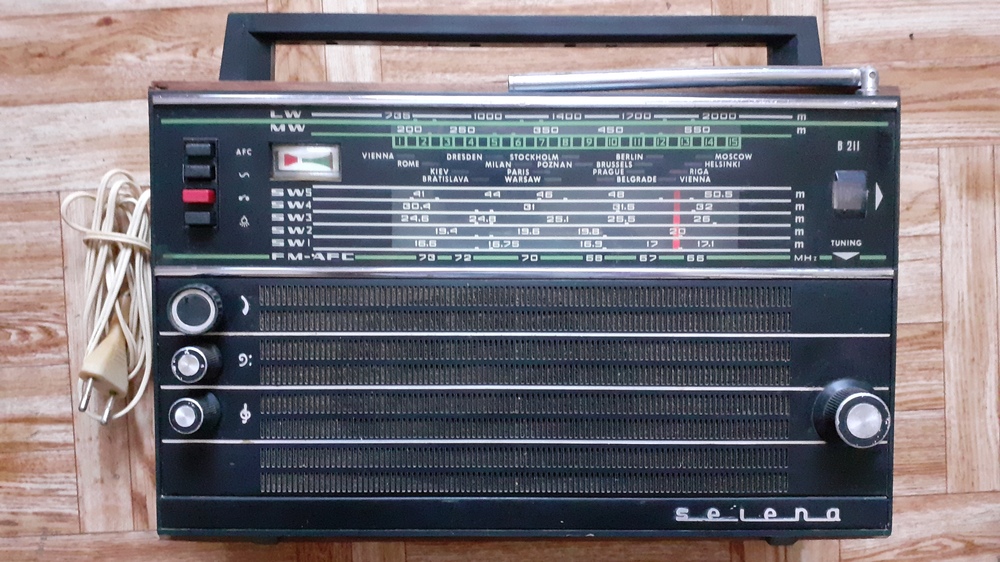 LW 735 1000 1400 1700 2000 m
MW 200 250 350 450 550 m
1 2 3 4 5 6 7 8 9 10 11 12 13 14 15
B 211
AFC
VIENNA DRESDEN STOCKHOLM BERLIN MOSCOW
ROME MILAN POZNAN BRUSSELS HELSINKI
KIEV PARIS PRAGUE RIGA
BRATISLAVA WARSAW BELGRADE VIENNA
SW5 41 44 46 48 50.5 m
SW4 30.4 31 31.5 32 m
SW3 24.5 24.8 25.1 25.5 26 m
SW2 19.4 19.6 19.8 20 m
SW1 16.6 16.75 16.9 17 17.1 m
TUNING
FM-AFC 73 72 70 68 67 66 MHz
selena